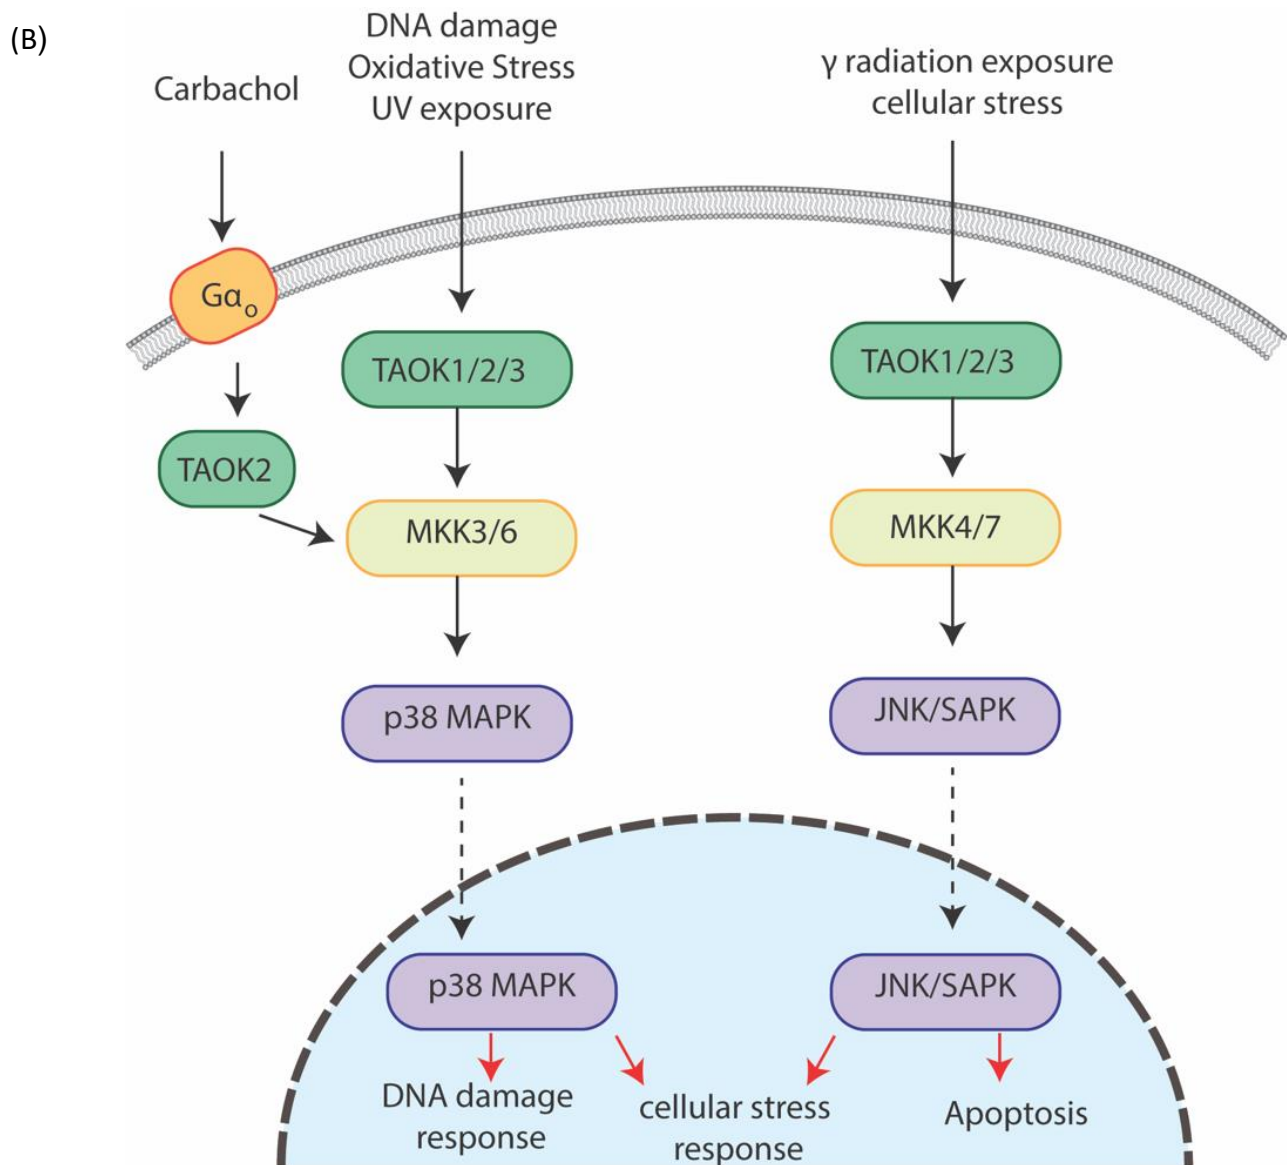 (B)
Carbachol
DNA damage
Oxidative Stress
UV exposure
γ radiation exposure
cellular stress
Gαo
TAOK1/2/3
TAOK1/2/3
TAOK2
MKK3/6
MKK4/7
p38 MAPK
JNK/SAPK
p38 MAPK
JNK/SAPK
DNA damage
response
cellular stress
response
Apoptosis